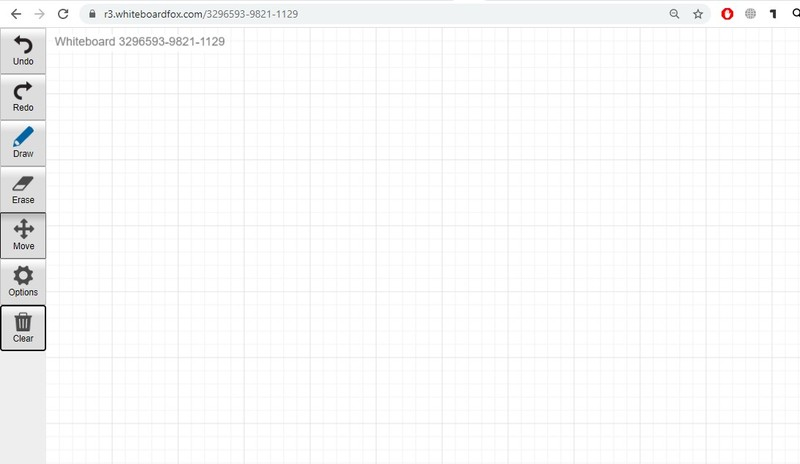 r3.whiteboardfox.com/3296593-9821-1129
Whiteboard 3296593-9821-1129
Undo
Redo
Draw
Erase
Move
Options
Clear